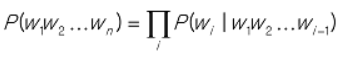 P(w₁w₂ …wₙ) = ∏ᵢ P(wᵢ | w₁w₂ …wᵢ₋₁)